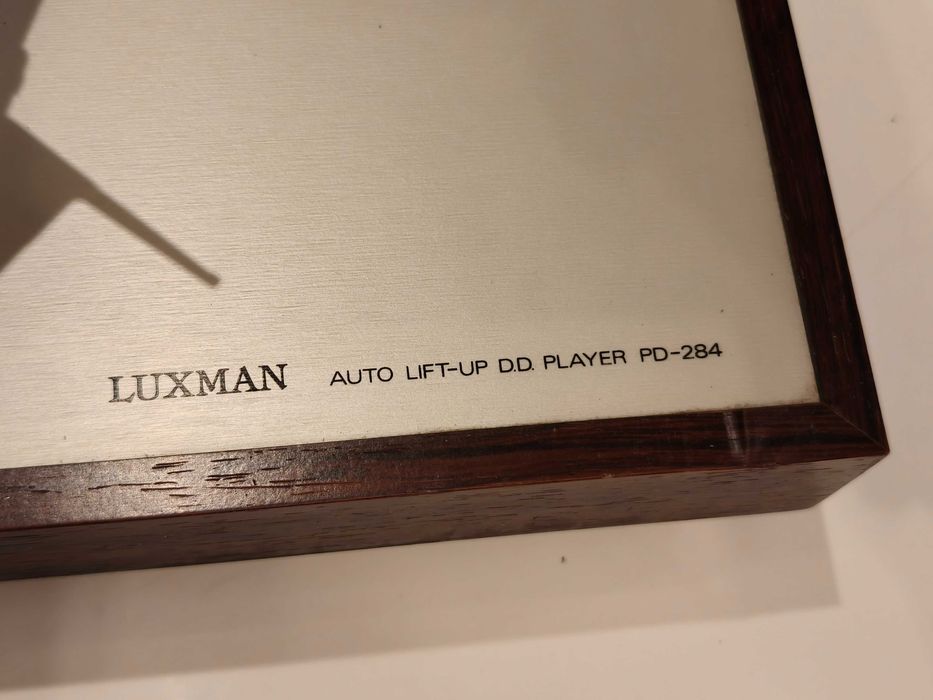 LUXMAN AUTO LIFT-UP D.D. PLAYER PD-284